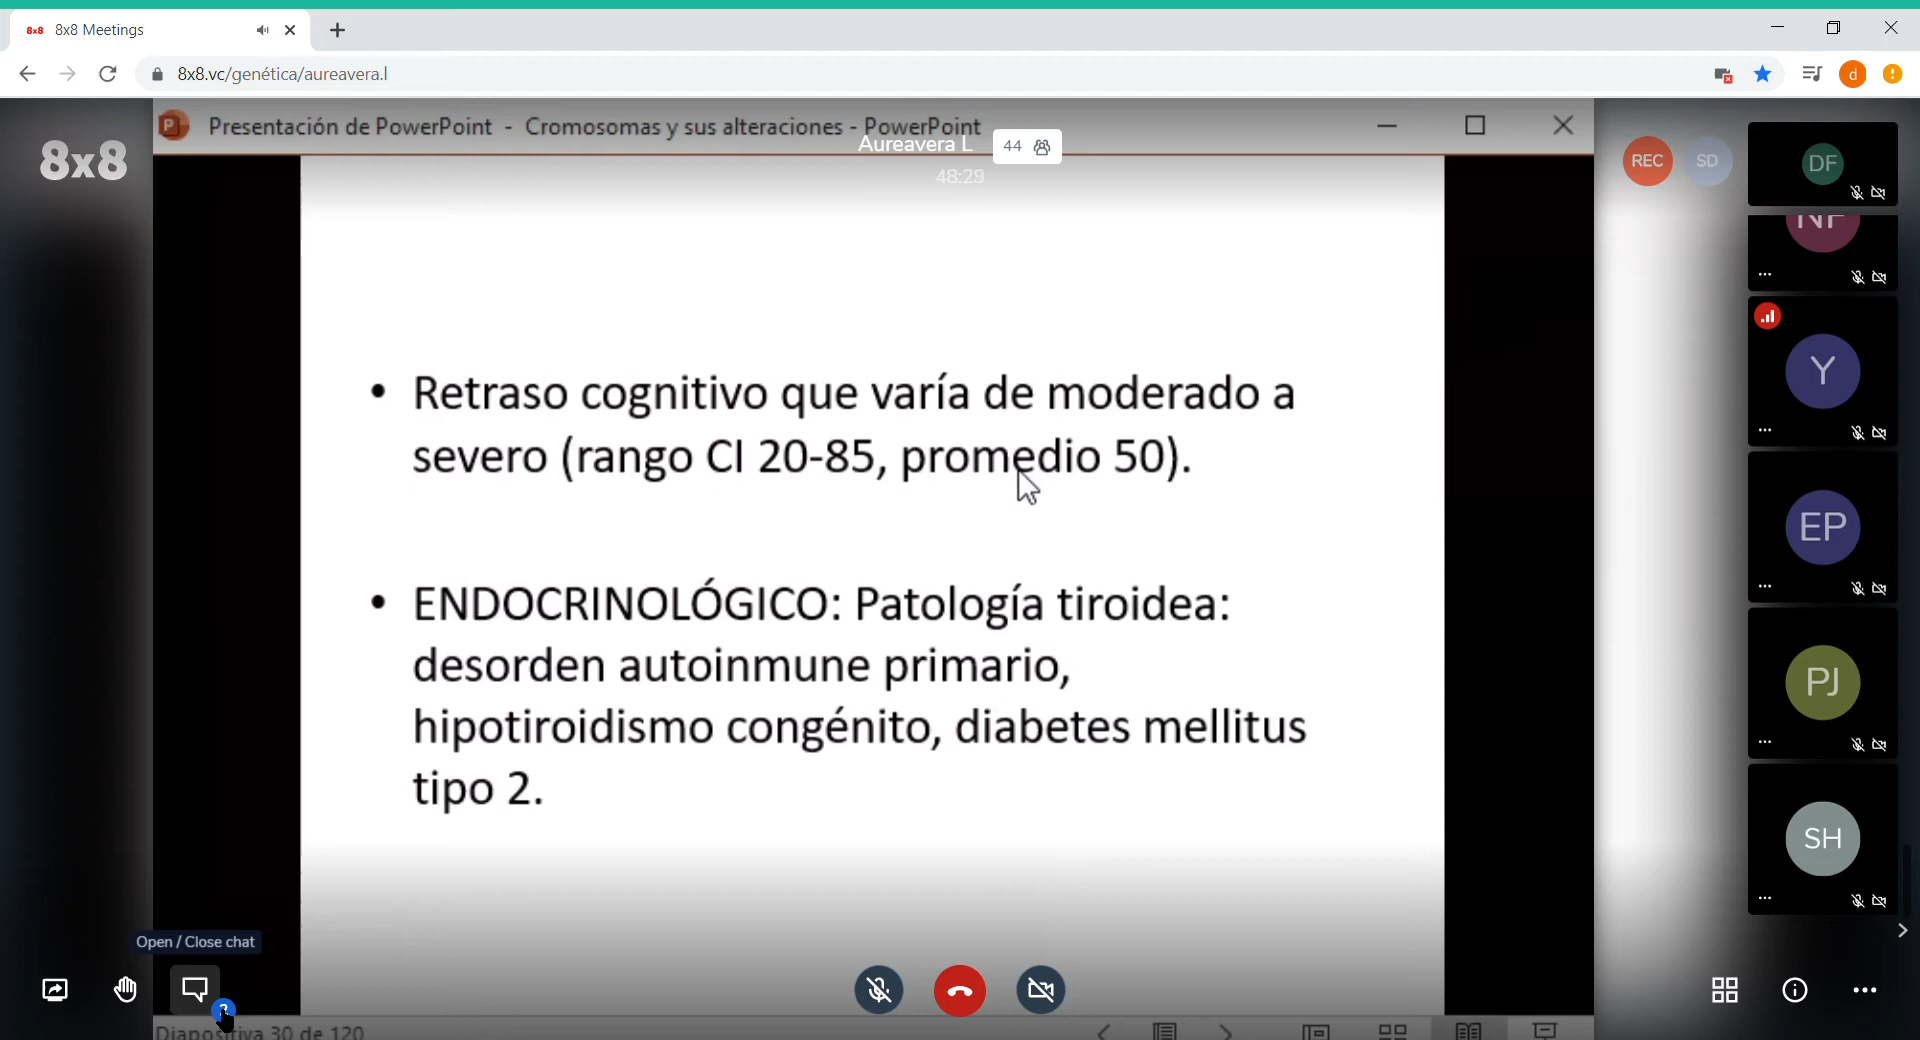 8x8 8x8 Meetings
8x8.vc/genética/aureavera.l
d
8x8
P Presentación de PowerPoint - Cromosomas y sus alteraciones - PowerPoint
Aureavera L 44
48:29
REC SD DF
NP
• Retraso cognitivo que varía de moderado a
severo (rango CI 20-85, promedio 50).
• ENDOCRINOLÓGICO: Patología tiroidea:
desorden autoinmune primario,
hipotiroidismo congénito, diabetes mellitus
tipo 2.
Y
EP
PJ
SH
Open / Close chat
Diapositiva 30 de 120